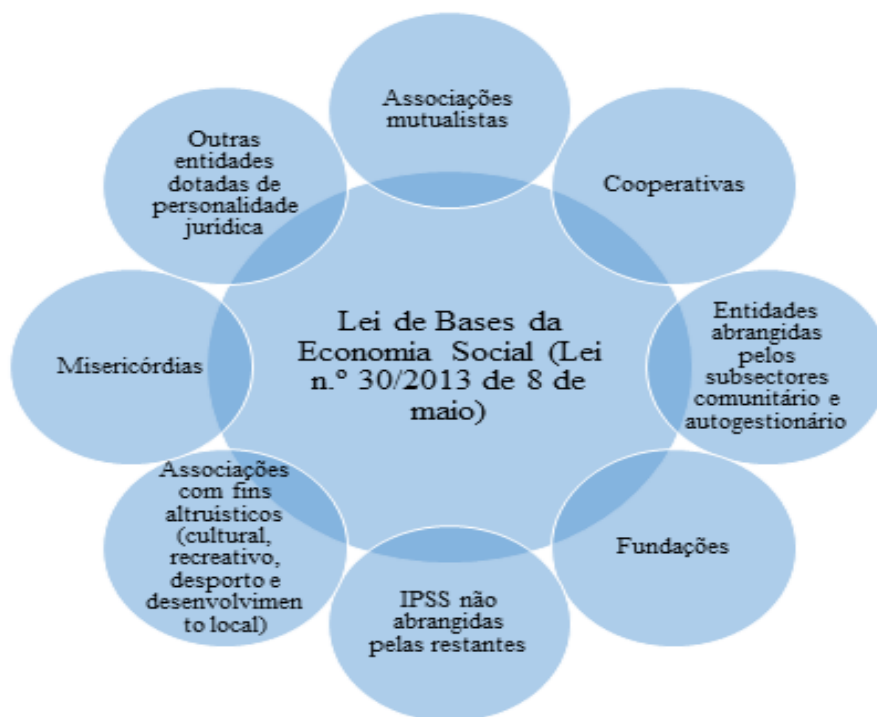 Associações
mutualistas
Cooperativas
Entidades
abrangidas
pelos
subsectores
comunitário e
autogestionário
Fundações
IPSS não
abrangidas
pelas restantes
Associações
com fins
altruísticos
(cultural,
recreativo,
desporto e
desenvolvimen
to local)
Misericórdias
Outras
entidades
dotadas de
personalidade
jurídica
Lei de Bases da
Economia Social (Lei
n.º 30/2013 de 8 de
maio)